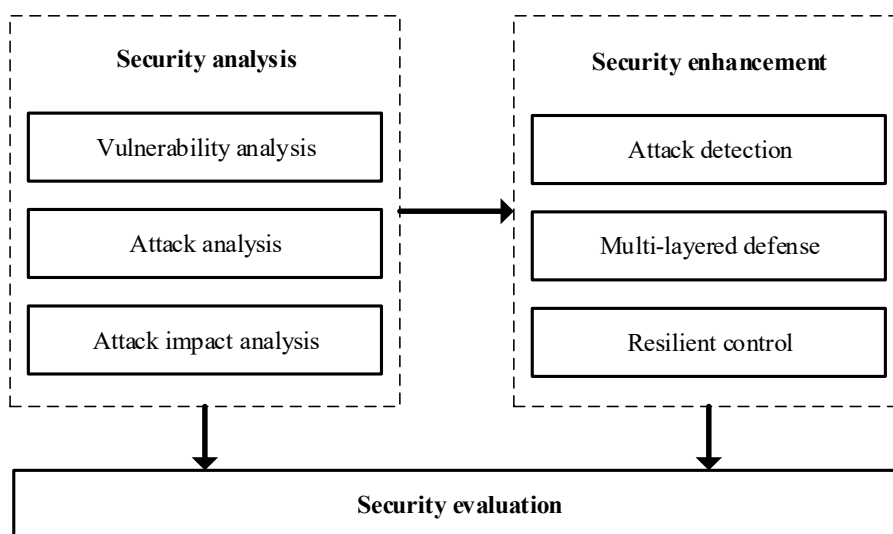 Security analysis
Vulnerability analysis
Attack analysis
Attack impact analysis
Security enhancement
Attack detection
Multi-layered defense
Resilient control
Security evaluation